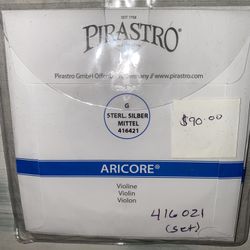 EST 1798
PIRASTRO®
Pirastro GmbH Offenbach, Germany // www.pirastro.com
G
STERL. SILBER
MITTEL
416421
$90.00
ARICORE®
Violine
Violin
Violon
416021
(set)